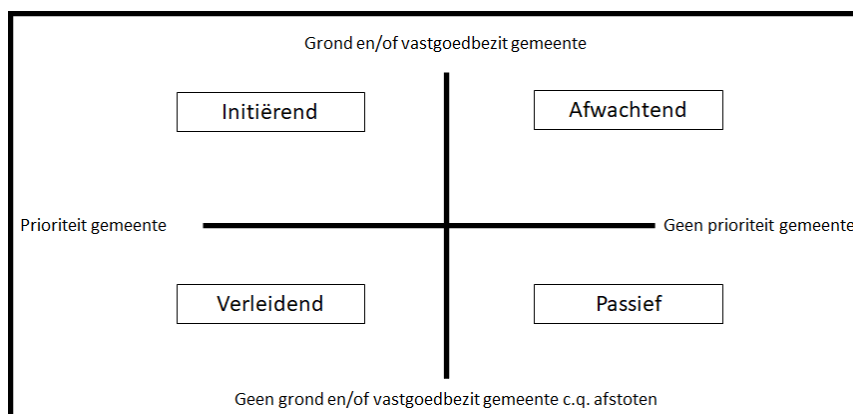 Grond en/of vastgoedbezit gemeente
Initiërend
Afwachtend
Prioriteit gemeente
Geen prioriteit gemeente
Verleidend
Passief
Geen grond en/of vastgoedbezit gemeente c.q. afstoten